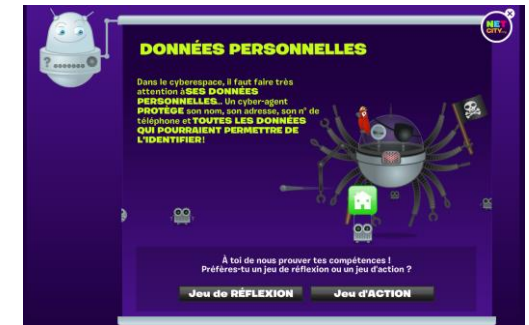 NET
CITY...
DONNÉES PERSONNELLES
Dans le cyberespace, il faut faire très
attention à SES DONNÉES
PERSONNELLES... Un cyber-agent
PROTÈGE son nom, son adresse, son n° de
téléphone et TOUTES LES DONNÉES
QUI POURRAIENT PERMETTRE DE
L'IDENTIFIER!
À toi de nous prouver tes compétences !
Préfères-tu un jeu de réflexion ou un jeu d'action ?
Jeu de RÉFLEXION
Jeu d'ACTION